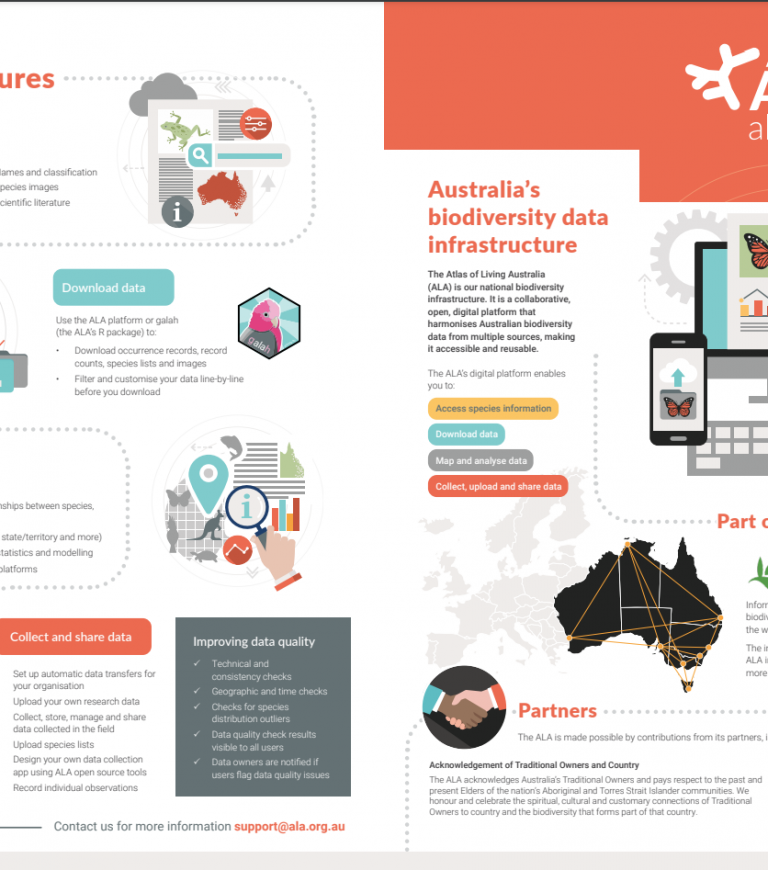 ures
Names and classification
species images
scientific literature
i
Download data
Use the ALA platform or galah
(the ALA's R package) to:
• Download occurrence records, record
counts, species lists and images
• Filter and customise your data line-by-line
before you download
galah
nships between species,
state/territory and more)
statistics and modelling
platforms
i
Collect and share data
Set up automatic data transfers for
your organisation
Upload your own research data
Collect, store, manage and share
data collected in the field
Upload species lists
Design your own data collection
app using ALA open source tools
Record individual observations
Improving data quality
✓ Technical and
consistency checks
✓ Geographic and time checks
✓ Checks for species
distribution outliers
✓ Data quality check results
visible to all users
✓ Data owners are notified if
users flag data quality issues
Contact us for more information support@ala.org.au
Australia's
biodiversity data
infrastructure
The Atlas of Living Australia
(ALA) is our national biodiversity
infrastructure. It is a collaborative,
open, digital platform that
harmonises Australian biodiversity
data from multiple sources, making
it accessible and reusable.
The ALA's digital platform enables
you to:
Access species information
Download data
Map and analyse data
Collect, upload and share data
Part
Inform
biodiv
the w
The in
ALA i
more
Partners
The ALA is made possible by contributions from its partners, i
Acknowledgement of Traditional Owners and Country
The ALA acknowledges Australia's Traditional Owners and pays respect to the past and
present Elders of the nation's Aboriginal and Torres Strait Islander communities. We
honour and celebrate the spiritual, cultural and customary connections of Traditional
Owners to country and the biodiversity that forms part of that country.